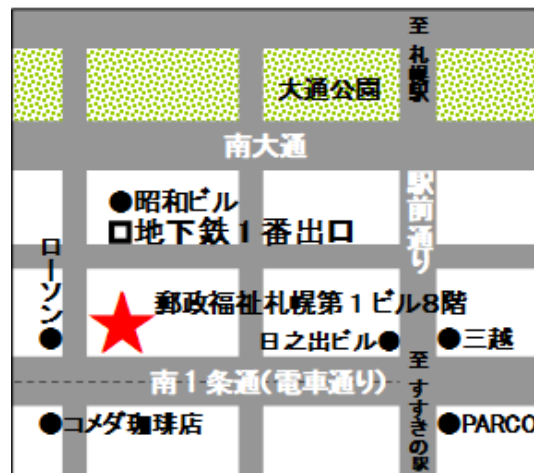 至 札幌駅
大通公園
南大通
駅前通り
●昭和ビル
ロ地下鉄1番出口
ローソン●
郵政福祉札幌第1ビル8階
日之出ビル●
●三越
南1条通(電車通り)
至 すすきの駅
●コメダ珈琲店
●PARCO